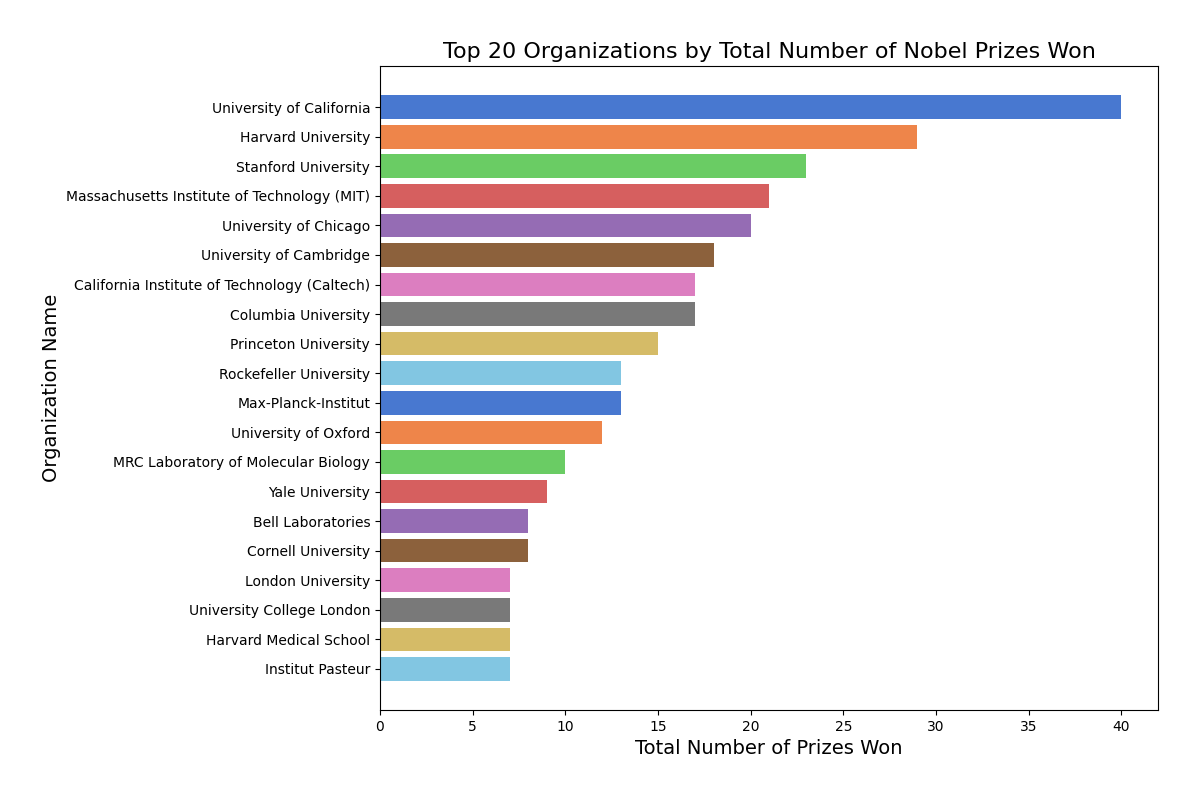 Top 20 Organizations by Total Number of Nobel Prizes Won
Organization Name
University of California
Harvard University
Stanford University
Massachusetts Institute of Technology (MIT)
University of Chicago
University of Cambridge
California Institute of Technology (Caltech)
Columbia University
Princeton University
Rockefeller University
Max-Planck-Institut
University of Oxford
MRC Laboratory of Molecular Biology
Yale University
Bell Laboratories
Cornell University
London University
University College London
Harvard Medical School
Institut Pasteur
0 5 10 15 20 25 30 35 40
Total Number of Prizes Won